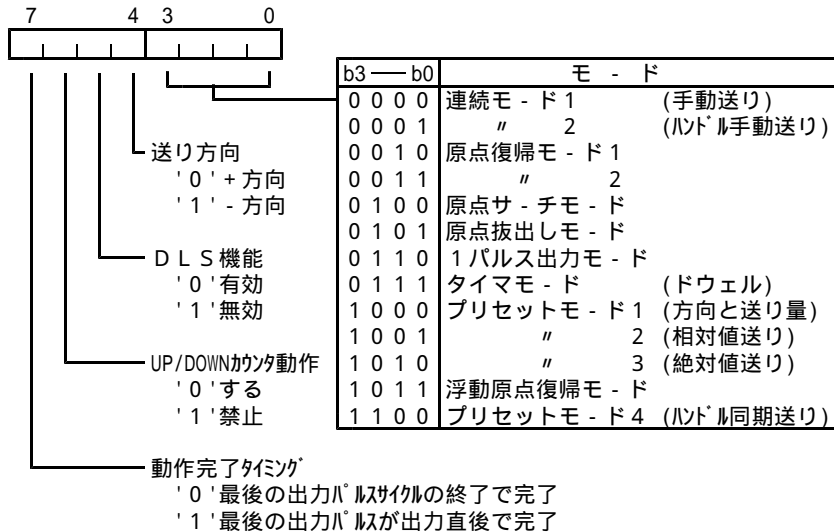 7 4 3 0
送り方向
'0'+方向
'1'-方向
DLS機能
'0'有効
'1'無効
UP/DOWNｶｳﾝﾀ動作
'0'する
'1'禁止
動作完了ﾀｲﾐﾝｸﾞ
'0'最後の出力ﾊﾟﾙｽｻｲｸﾙの終了で完了
'1'最後の出力ﾊﾟﾙｽが出力直後で完了
b3 b0 モ-ド
0 0 0 0 連続モ-ド1 (手動送り)
0 0 0 1 〃 2 (ﾊﾝﾄﾞﾙ手動送り)
0 0 1 0 原点復帰モ-ド1
0 0 1 1 〃 2
0 1 0 0 原点サ-チモ-ド
0 1 0 1 原点抜出しモ-ド
0 1 1 0 1パルス出力モ-ド
0 1 1 1 タイマモ-ド (ドウェル)
1 0 0 0 プリセットモ-ド1 (方向と送り量)
1 0 0 1 〃 2 (相対値送り)
1 0 1 0 〃 3 (絶対値送り)
1 0 1 1 浮動原点復帰モ-ド
1 1 0 0 プリセットモ-ド4 (ﾊﾝﾄﾞﾙ同期送り)